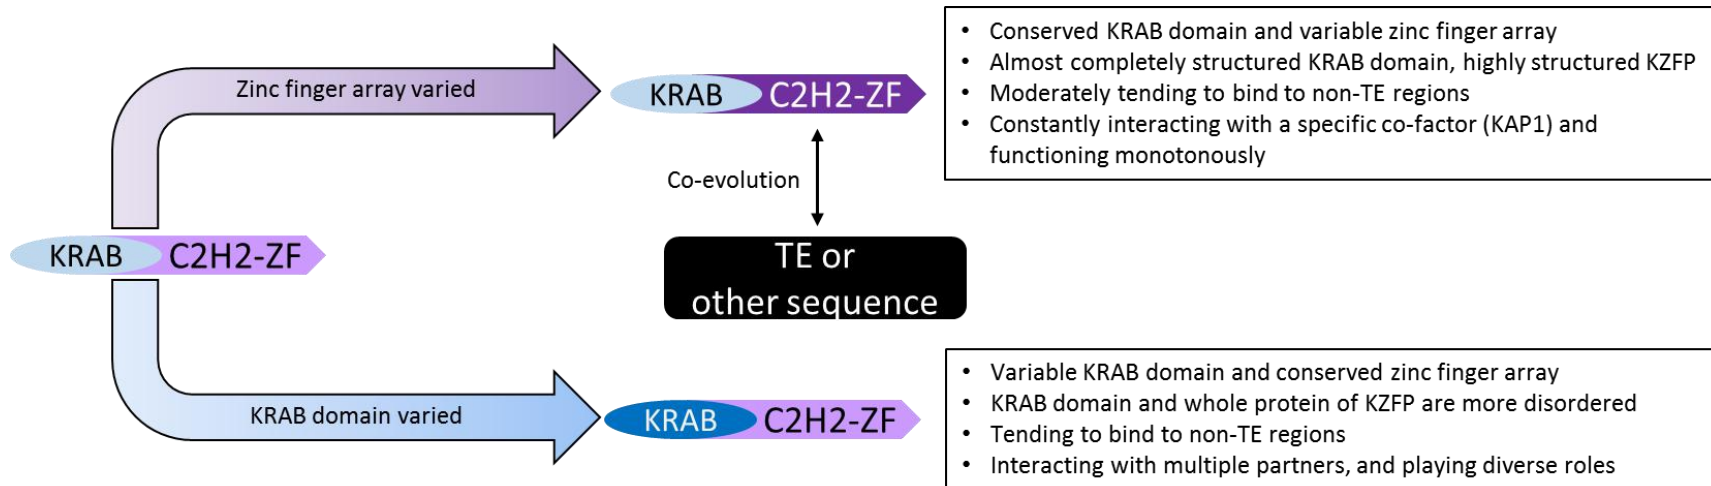 Zinc finger array varied
KRAB C2H2-ZF
• Conserved KRAB domain and variable zinc finger array
• Almost completely structured KRAB domain, highly structured KZFP
• Moderately tending to bind to non-TE regions
• Constantly interacting with a specific co-factor (KAP1) and
functioning monotonously
Co-evolution
KRAB C2H2-ZF
TE or
other sequence
KRAB domain varied
KRAB C2H2-ZF
• Variable KRAB domain and conserved zinc finger array
• KRAB domain and whole protein of KZFP are more disordered
• Tending to bind to non-TE regions
• Interacting with multiple partners, and playing diverse roles